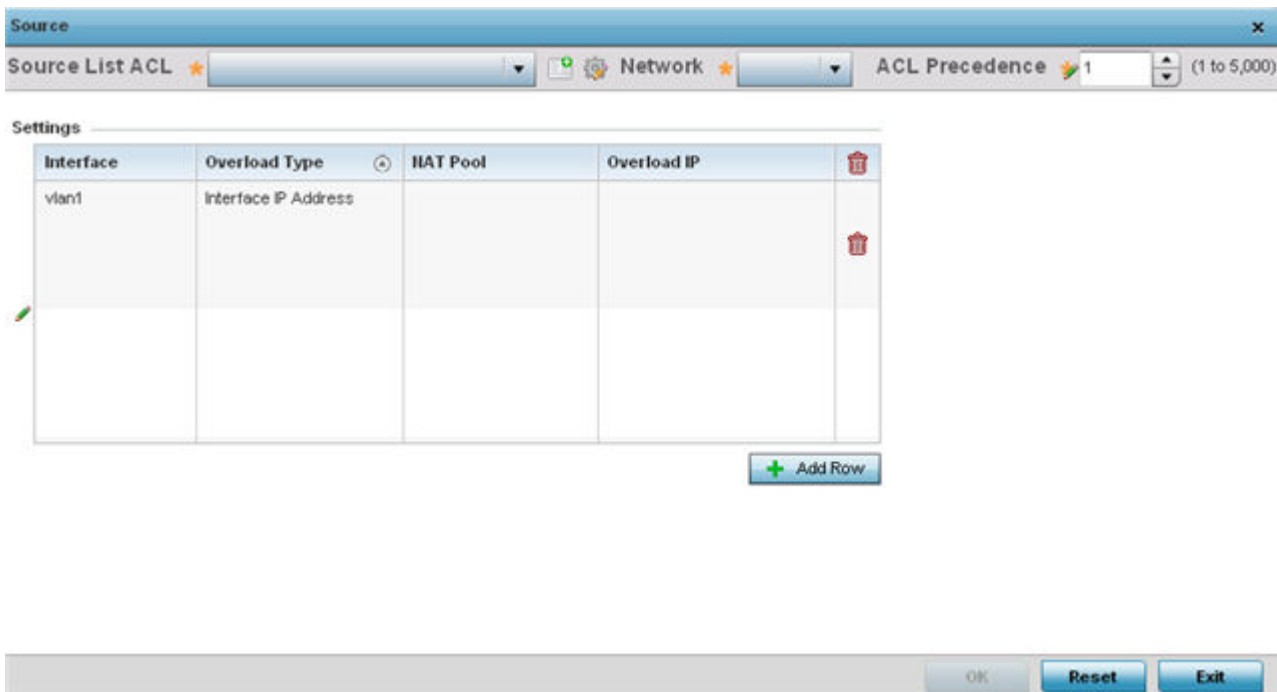 Source
Source List ACL Network ACL Precedence 1 (1 to 5,000)
Settings
Interface Overload Type NAT Pool Overload IP
vlan1 Interface IP Address
Add Row
OK Reset Exit